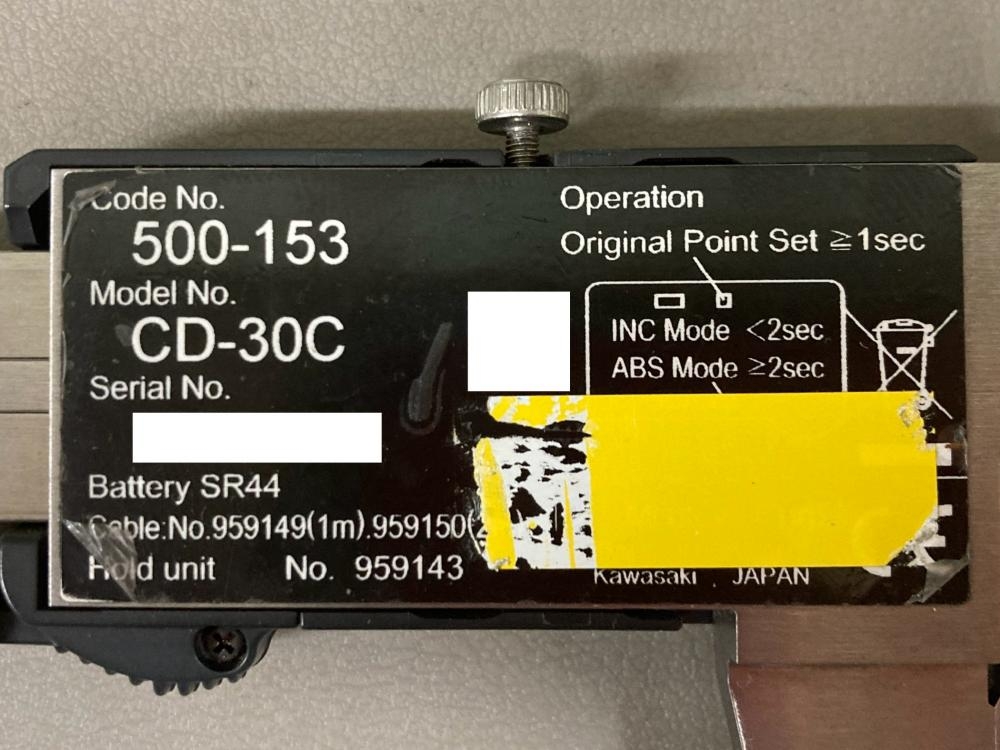 Code No.
500-153
Model No.
CD-30C
Serial No.
Battery SR44
Cable:No.959149(1m).959150(2
Hold unit No. 959143
Operation
Original Point Set ≧1sec
INC Mode <2sec
ABS Mode ≥2sec
Kawasaki . JAPAN